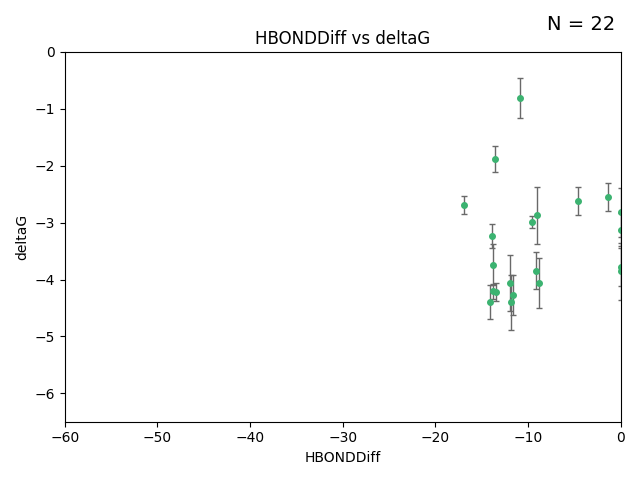 N = 22
HBONDDiff vs deltaG
0
−1
−2
−3
−4
−5
−6
deltaG
−60 −50 −40 −30 −20 −10 0
HBONDDiff